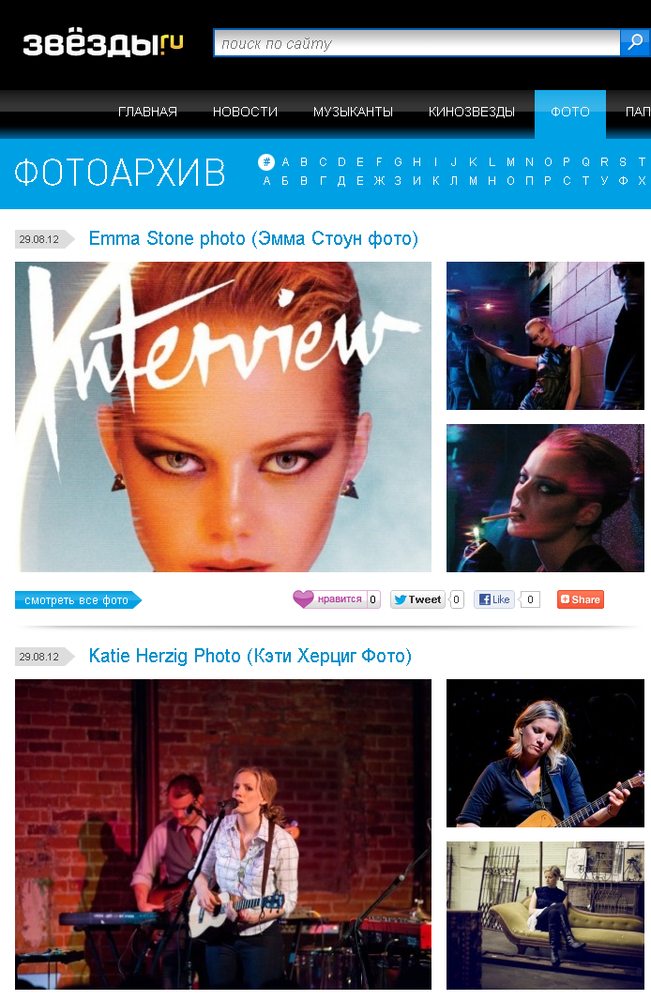 звёзды.ru
поиск по сайту
ГЛАВНАЯ НОВОСТИ МУЗЫКАНТЫ КИНОЗВЕЗДЫ ФОТО ПАП
ФОТОАРХИВ
# A B C D E F G H I J K L M N O P Q R S T
А Б В Г Д Е Ж З И К Л М Н О П Р С Т У Ф Х
29.08.12 Emma Stone photo (Эмма Стоун фото)
Interview
смотреть все фото нравится 0 Tweet 0 Like 0 Share
29.08.12 Katie Herzig Photo (Кэти Херциг Фото)